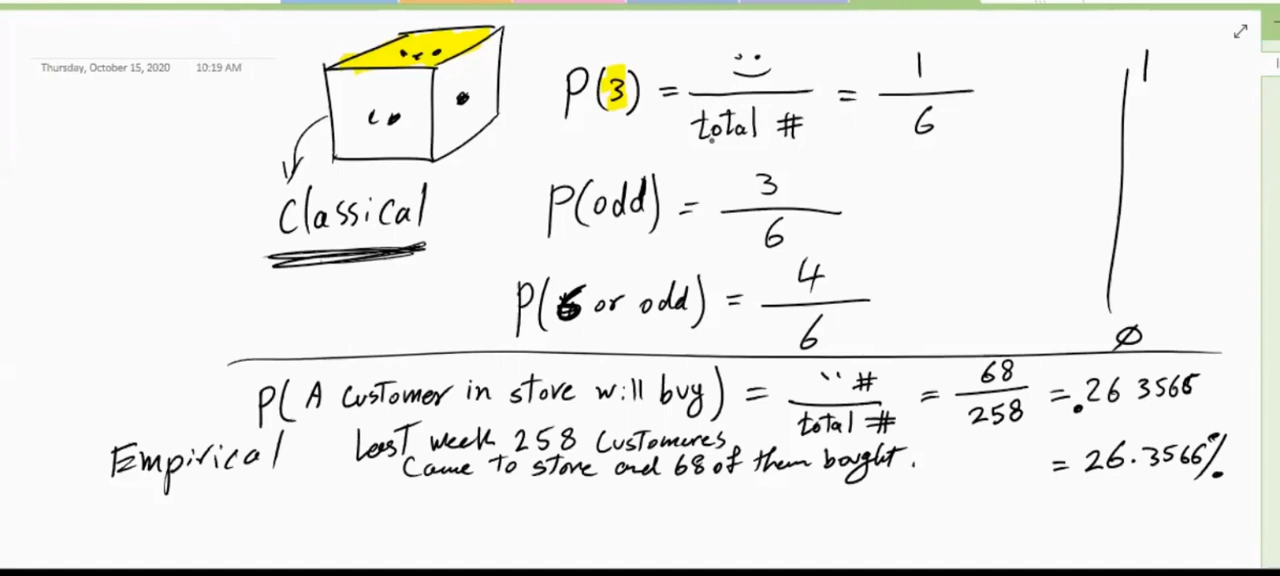 Thursday, October 15, 2020 10:19 AM
P(3) = / total # = 1 / 6
1
Classical
P(odd) = 3 / 6
P(6 or odd) = 4 / 6
0
P( A customer in store will buy) = # / total # = 68 / 258 = .263566
Empirical
Last week 258 customers
came to store and 68 of them bought.
= 26.3566%